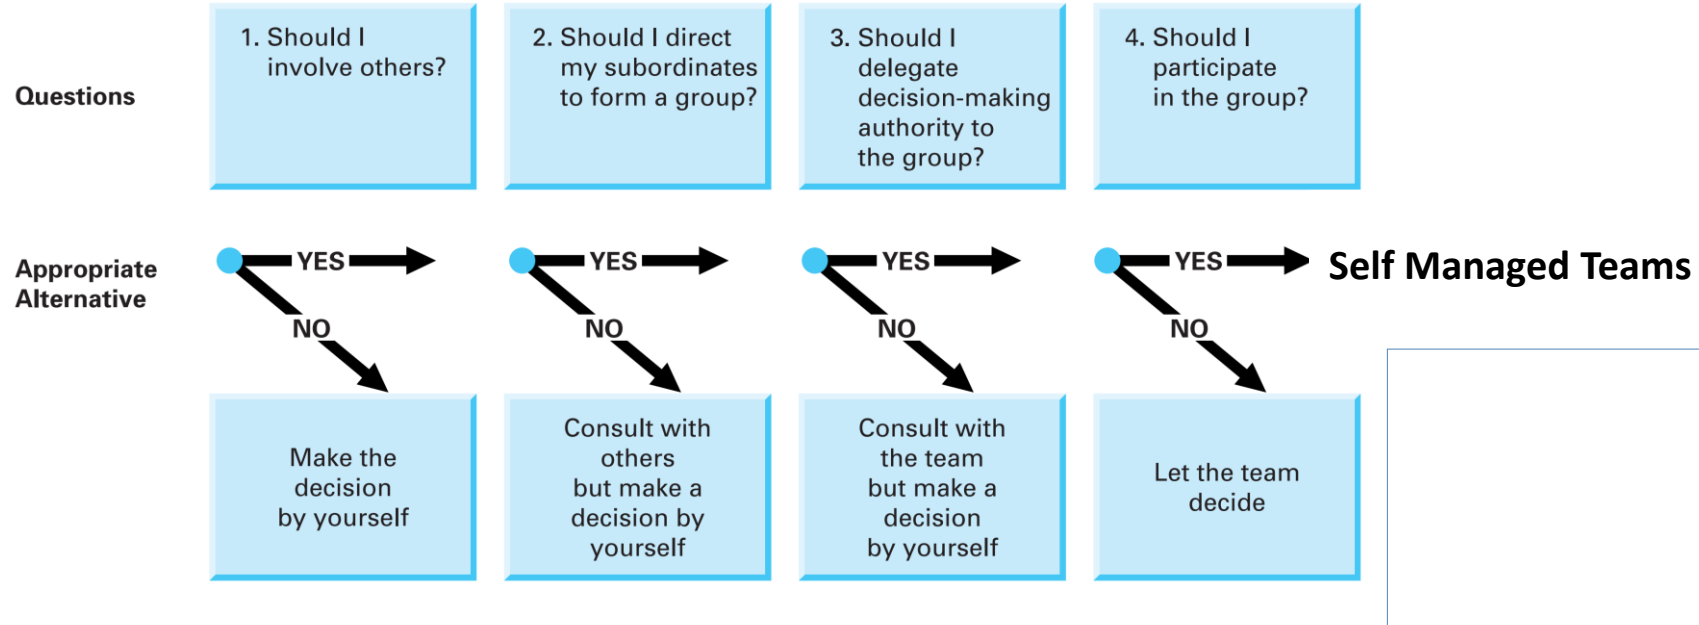 Questions
1. Should I
involve others?
2. Should I direct
my subordinates
to form a group?
3. Should I
delegate
decision-making
authority to
the group?
4. Should I
participate
in the group?
Appropriate
Alternative
YES
NO
YES
NO
YES
NO
YES
NO
Self Managed Teams
Make the
decision
by yourself
Consult with
others
but make a
decision by
yourself
Consult with
the team
but make a
decision
by yourself
Let the team
decide